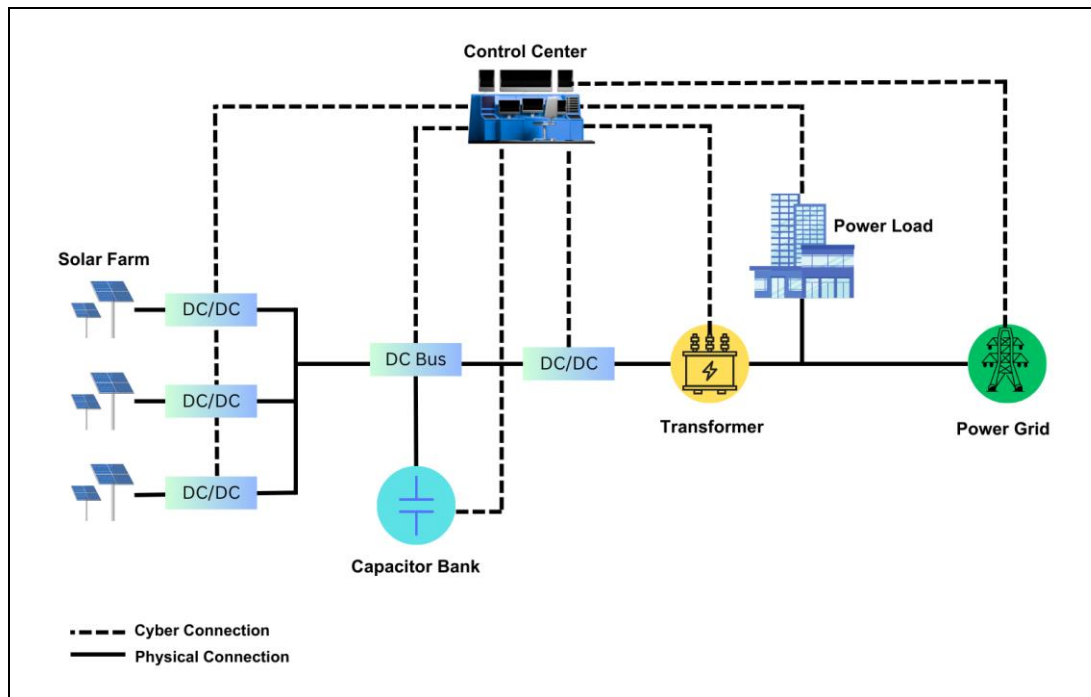 Control Center
Power Load
Solar Farm
DC/DC
DC Bus
DC/DC
DC/DC
Transformer
Power Grid
DC/DC
Capacitor Bank
Cyber Connection
Physical Connection